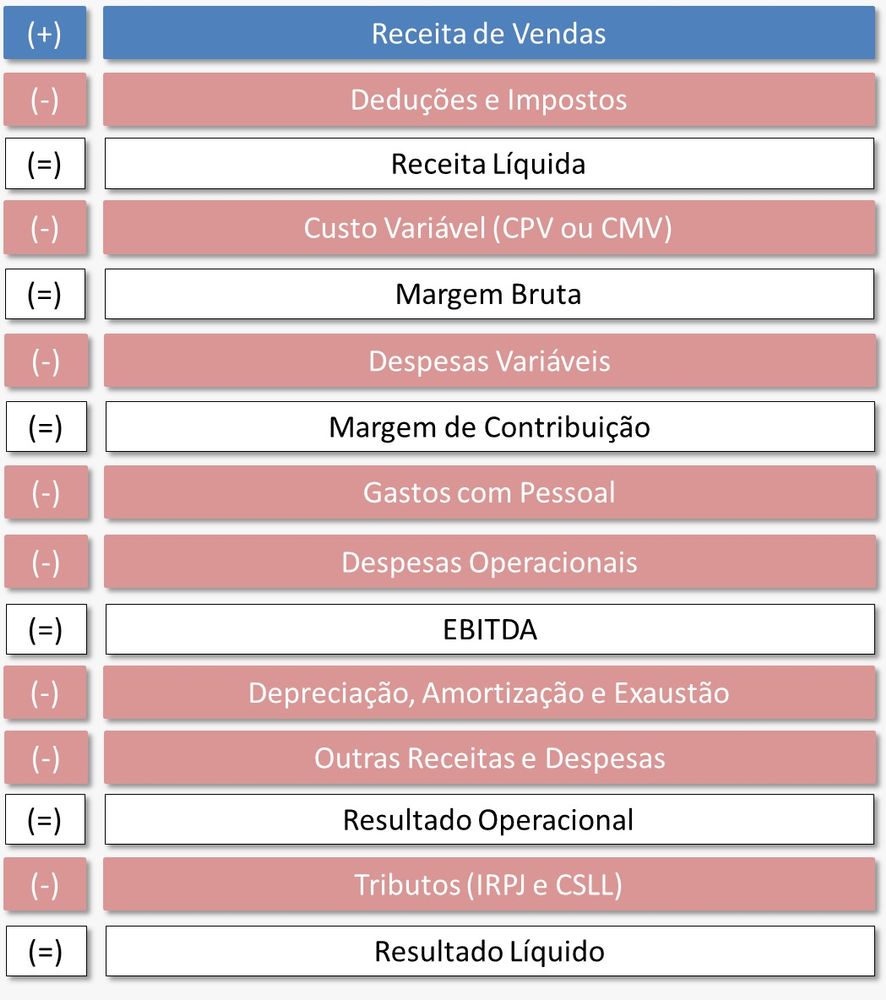 (+) Receita de Vendas
(-) Deduções e Impostos
(=) Receita Líquida
(-) Custo Variável (CPV ou CMV)
(=) Margem Bruta
(-) Despesas Variáveis
(=) Margem de Contribuição
(-) Gastos com Pessoal
(-) Despesas Operacionais
(=) EBITDA
(-) Depreciação, Amortização e Exaustão
(-) Outras Receitas e Despesas
(=) Resultado Operacional
(-) Tributos (IRPJ e CSLL)
(=) Resultado Líquido